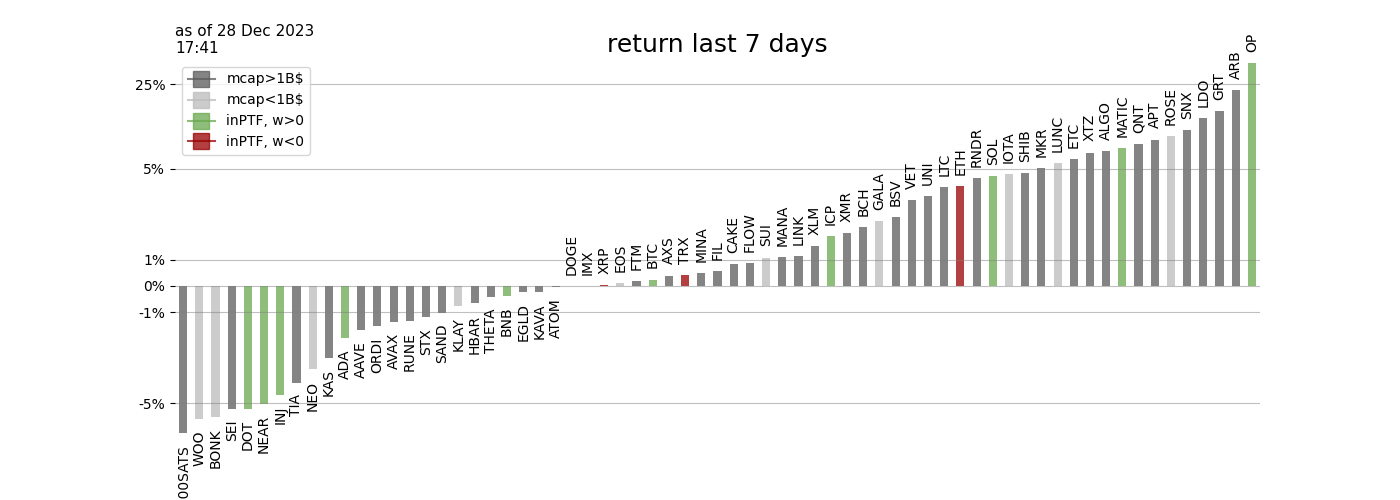 as of 28 Dec 2023
17:41
return last 7 days
mcap>1B$
mcap<1B$
inPTF, w>0
inPTF, w<0
25%
5%
1%
0%
-1%
-5%
00SATS
WOO
BONK
SEI
DOT
NEAR
INJ
TIA
NEO
KAS
ADA
AAVE
ORDI
AVAX
RUNE
STX
SAND
KLAY
HBAR
THETA
BNB
EGLD
KAVA
ATOM
DOGE
IMX
XRP
EOS
FTM
BTC
AXS
TRX
MINA
FIL
CAKE
FLOW
SUI
MANA
LINK
XLM
ICP
XMR
BCH
GALA
BSV
VET
UNI
LTC
ETH
RNDR
SOL
IOTA
SHIB
MKR
LUNC
ETC
XTZ
ALGO
MATIC
QNT
APT
ROSE
SNX
LDO
GRT
ARB
OP